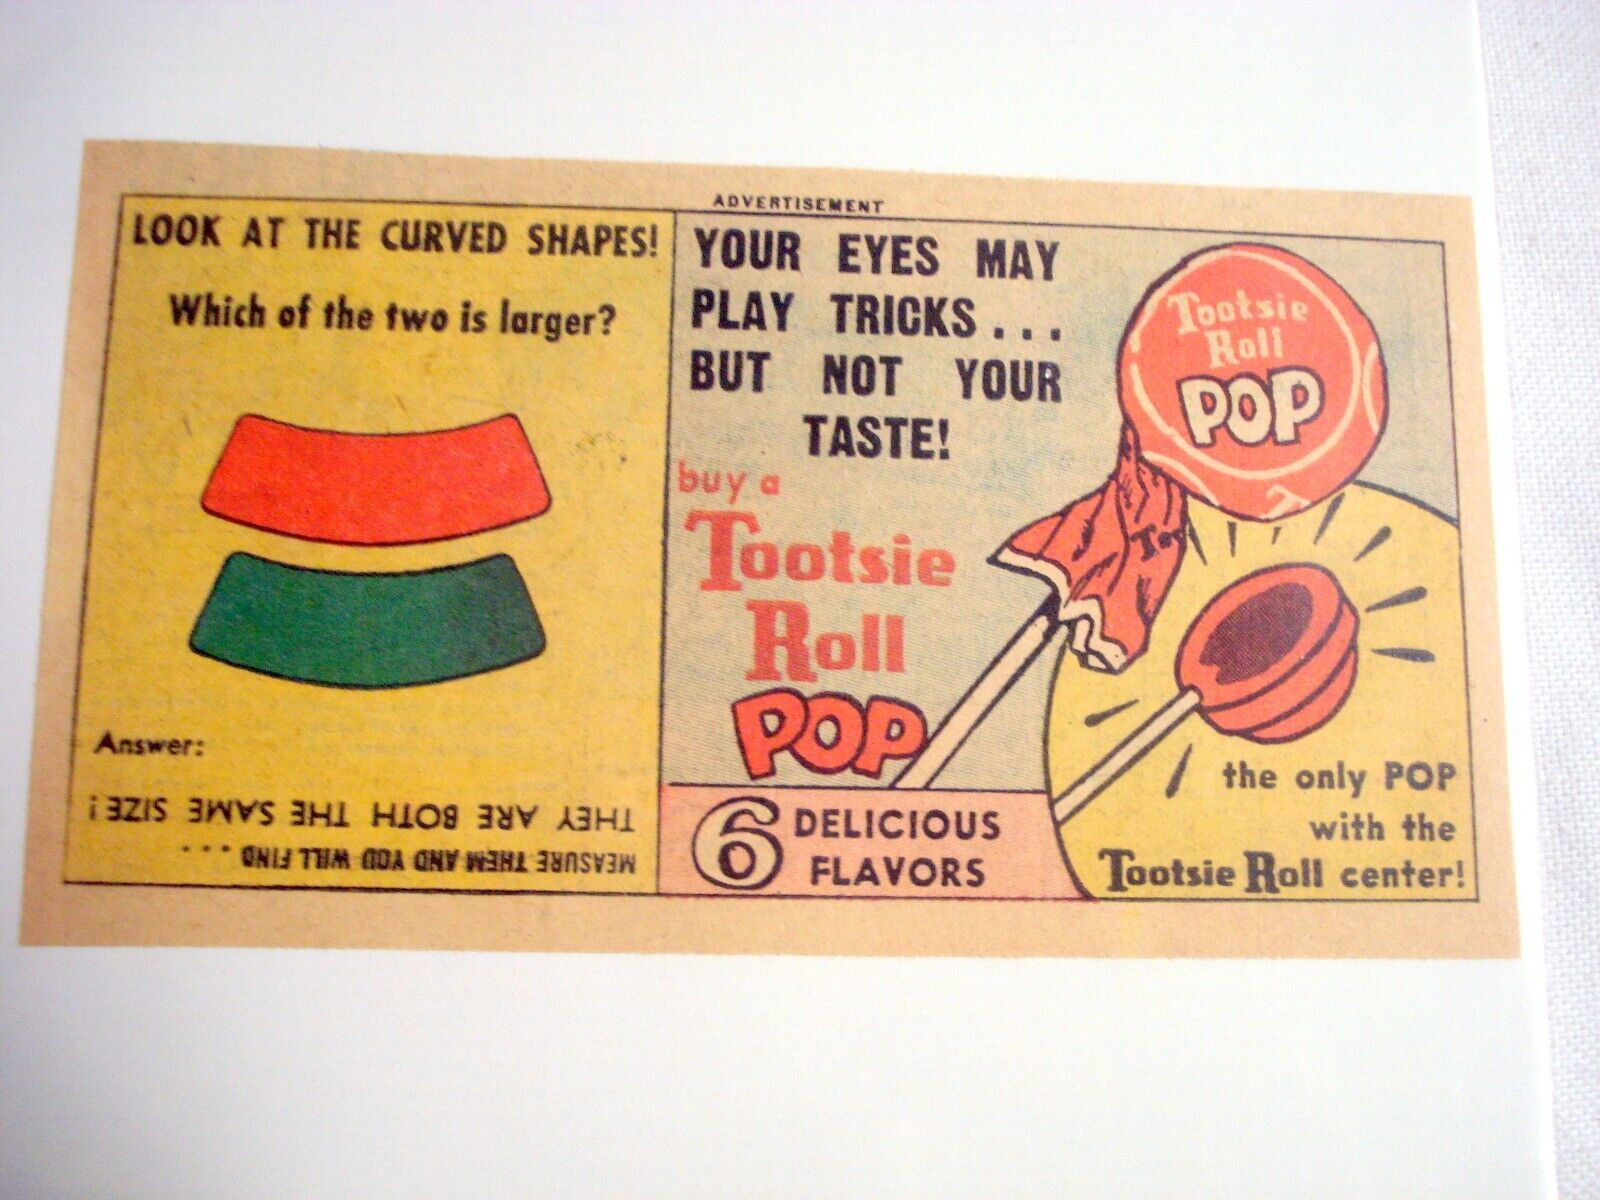 ADVERTISEMENT
LOOK AT THE CURVED SHAPES!
Which of the two is larger?
Answer:
MEASURE THEM AND YOU WILL FIND ...
THEY ARE BOTH THE SAME SIZE!
YOUR EYES MAY
PLAY TRICKS...
BUT NOT YOUR
TASTE!
buy a
Tootsie
Roll
POP
6 DELICIOUS
FLAVORS
Tootsie
Roll
POP
Too
the only POP
with the
Tootsie Roll center!